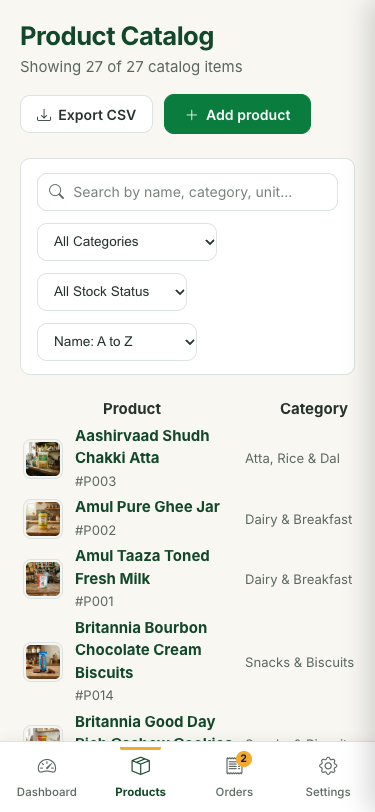 Product Catalog
Showing 27 of 27 catalog items
Export CSV
Add product
Search by name, category, unit...
All Categories
All Stock Status
Name: A to Z
Product Category
Aashirvaad Shudh
Chakki Atta
#P003
Atta, Rice & Dal
Amul Pure Ghee Jar
#P002
Dairy & Breakfast
Amul Taaza Toned
Fresh Milk
#P001
Dairy & Breakfast
Britannia Bourbon
Chocolate Cream
Biscuits
#P014
Snacks & Biscuits
Britannia Good Day
2
Dashboard
Products
Orders
Settings